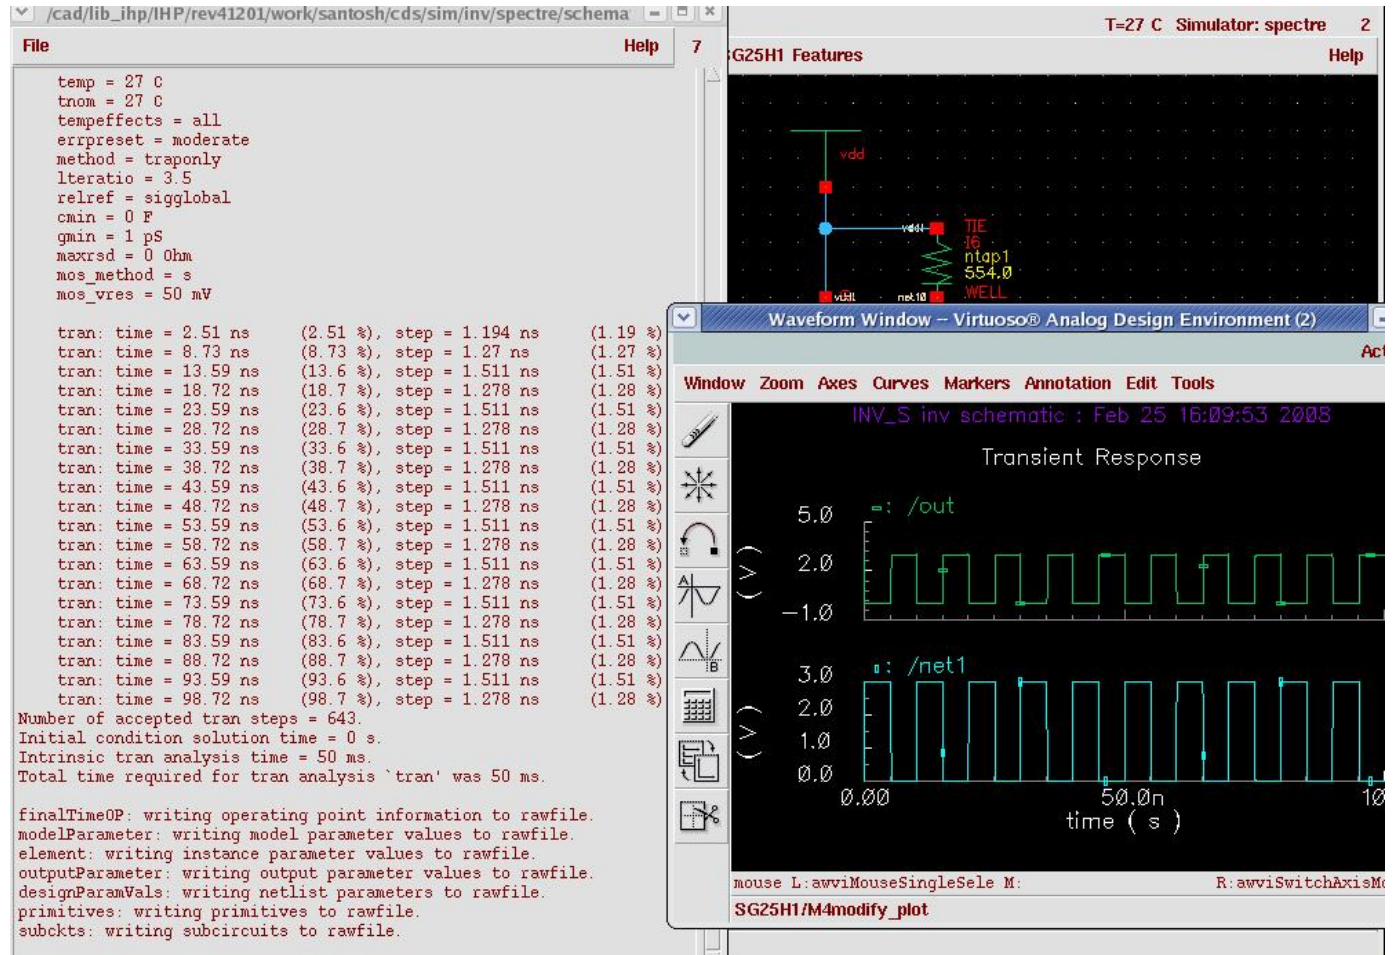 /cad/lib_ihp/IHP/rev41201/work/santosh/cds/sim/inv/spectre/schema
File Help 7
temp = 27 C
tnom = 27 C
tempeffects = all
errpreset = moderate
method = traponly
lteratio = 3.5
relref = sigglobal
cmin = 0 F
gmin = 1 pS
maxrsd = 0 Ohm
mos_method = s
mos_vres = 50 mV
tran: time = 2.51 ns (2.51 %), step = 1.194 ns (1.19 %)
tran: time = 8.73 ns (8.73 %), step = 1.27 ns (1.27 %)
tran: time = 13.59 ns (13.6 %), step = 1.511 ns (1.51 %)
tran: time = 18.72 ns (18.7 %), step = 1.278 ns (1.28 %)
tran: time = 23.59 ns (23.6 %), step = 1.511 ns (1.51 %)
tran: time = 28.72 ns (28.7 %), step = 1.278 ns (1.28 %)
tran: time = 33.59 ns (33.6 %), step = 1.511 ns (1.51 %)
tran: time = 38.72 ns (38.7 %), step = 1.278 ns (1.28 %)
tran: time = 43.59 ns (43.6 %), step = 1.511 ns (1.51 %)
tran: time = 48.72 ns (48.7 %), step = 1.278 ns (1.28 %)
tran: time = 53.59 ns (53.6 %), step = 1.511 ns (1.51 %)
tran: time = 58.72 ns (58.7 %), step = 1.278 ns (1.28 %)
tran: time = 63.59 ns (63.6 %), step = 1.511 ns (1.51 %)
tran: time = 68.72 ns (68.7 %), step = 1.278 ns (1.28 %)
tran: time = 73.59 ns (73.6 %), step = 1.511 ns (1.51 %)
tran: time = 78.72 ns (78.7 %), step = 1.278 ns (1.28 %)
tran: time = 83.59 ns (83.6 %), step = 1.511 ns (1.51 %)
tran: time = 88.72 ns (88.7 %), step = 1.278 ns (1.28 %)
tran: time = 93.59 ns (93.6 %), step = 1.511 ns (1.51 %)
tran: time = 98.72 ns (98.7 %), step = 1.278 ns (1.28 %)
Number of accepted tran steps = 643.
Initial condition solution time = 0 s.
Intrinsic tran analysis time = 50 ms.
Total time required for tran analysis `tran' was 50 ms.
finalTimeOP: writing operating point information to rawfile.
modelParameter: writing model parameter values to rawfile.
element: writing instance parameter values to rawfile.
outputParameter: writing output parameter values to rawfile.
designParamVals: writing netlist parameters to rawfile.
primitives: writing primitives to rawfile.
subckts: writing subcircuits to rawfile.
T=27 C Simulator: spectre 2
SG25H1 Features Help
vdd
vdd! TIE
I6
ntap1
554.0
vdd! net10 WELL
Waveform Window -- Virtuoso® Analog Design Environment (2)
Act
Window Zoom Axes Curves Markers Annotation Edit Tools
INV_S inv schematic : Feb 25 16:09:53 2008
Transient Response
: /out
5.0
2.0
(V)
-1.0
: /net1
3.0
2.0
(V)
1.0
0.0
0.00 50.0n 10
time ( s )
A
B
mouse L:awviMouseSingleSele M: R:awviSwitchAxisMo
SG25H1/M4modify_plot